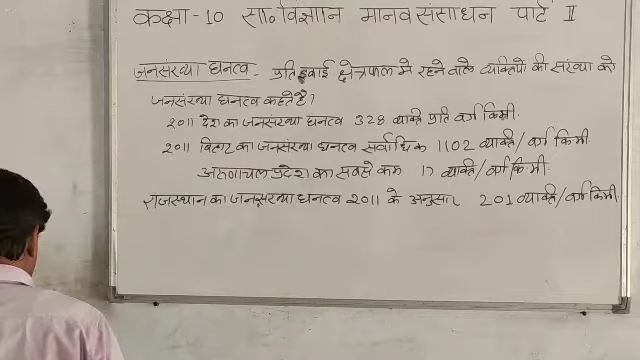 कक्षा-10 सा० विज्ञान मानव संसाधन पार्ट II
जनसंख्या घनत्व - प्रति इकाई क्षेत्रफल मे रहने वाले व्यक्तियो की संख्या को
जनसंख्या घनत्व कहते है।
2011 देश का जनसंख्या घनत्व 328 व्यक्ति प्रति वर्ग किमी.
2011 बिहार का जनसंख्या घनत्व सर्वाधिक 1102 व्यक्ति/वर्ग किमी.
अरुणाचल प्रदेश का सबसे कम 17 व्यक्ति/वर्ग कि मी
राजस्थान का जनसंख्या घनत्व 2011 के अनुसार 201 व्यक्ति/वर्ग किमी.